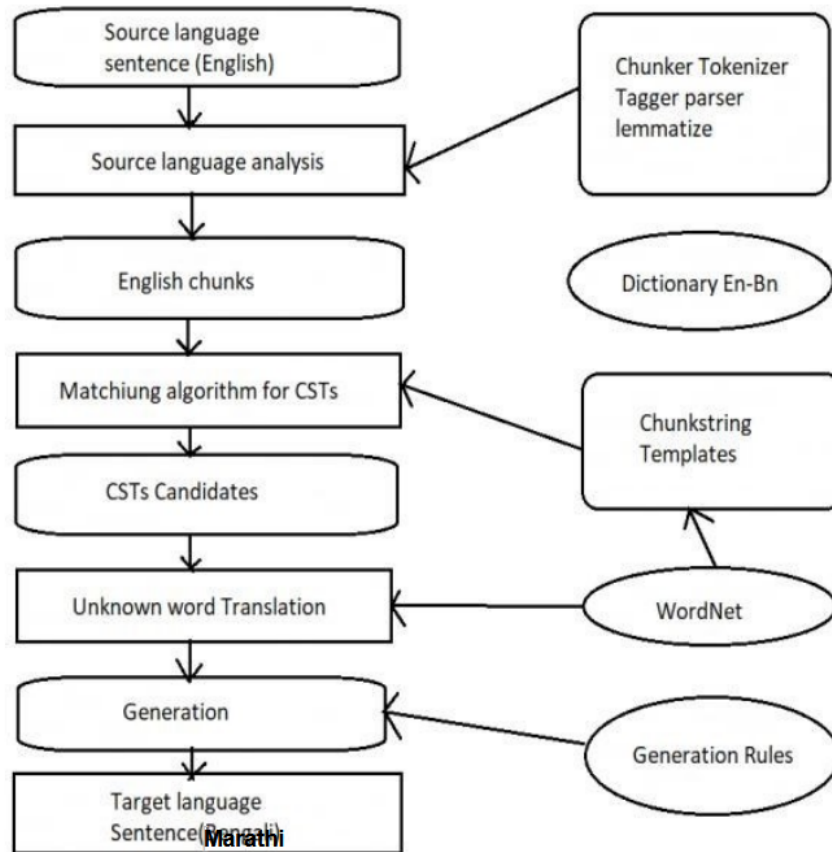 Source language
sentence (English)
Chunker Tokenizer
Tagger parser
lemmatize
Source language analysis
English chunks
Dictionary En-Bn
Matchiung algorithm for CSTs
Chunkstring
Templates
CSTs Candidates
Unknown word Translation
WordNet
Generation
Generation Rules
Target language
Sentence(Bengali)
Marathi